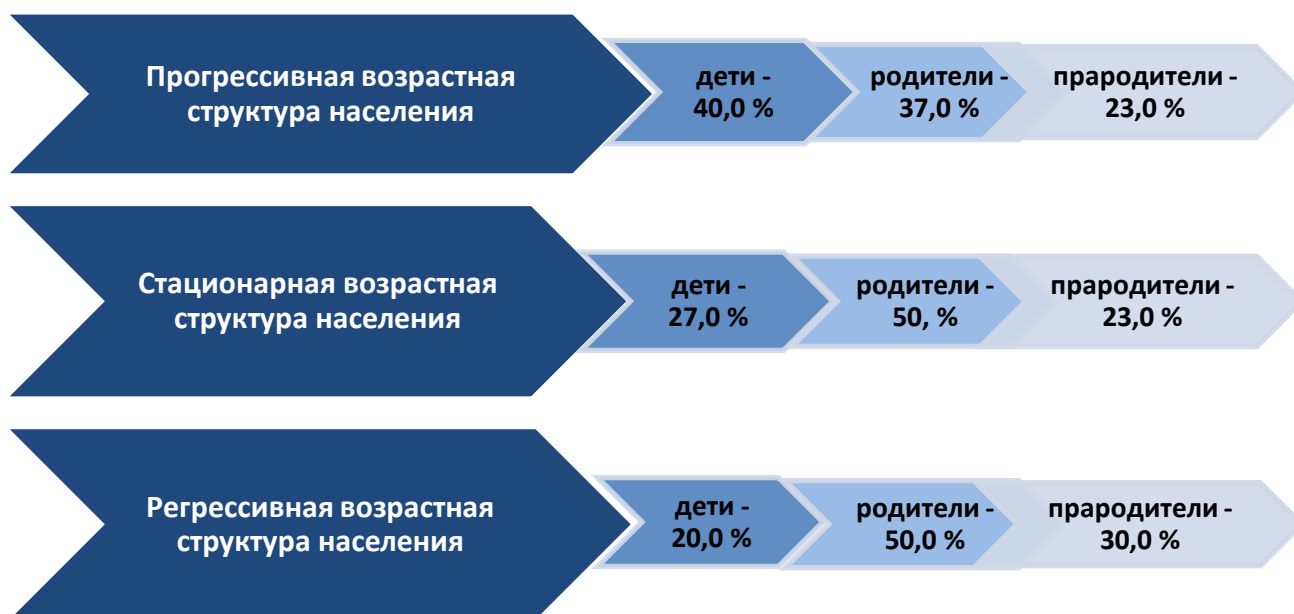 Прогрессивная возрастная
структура населения
дети -
40,0 %
родители -
37,0 %
прародители -
23,0 %
Стационарная возрастная
структура населения
дети -
27,0 %
родители -
50, %
прародители -
23,0 %
Регрессивная возрастная
структура населения
дети -
20,0 %
родители -
50,0 %
прародители -
30,0 %